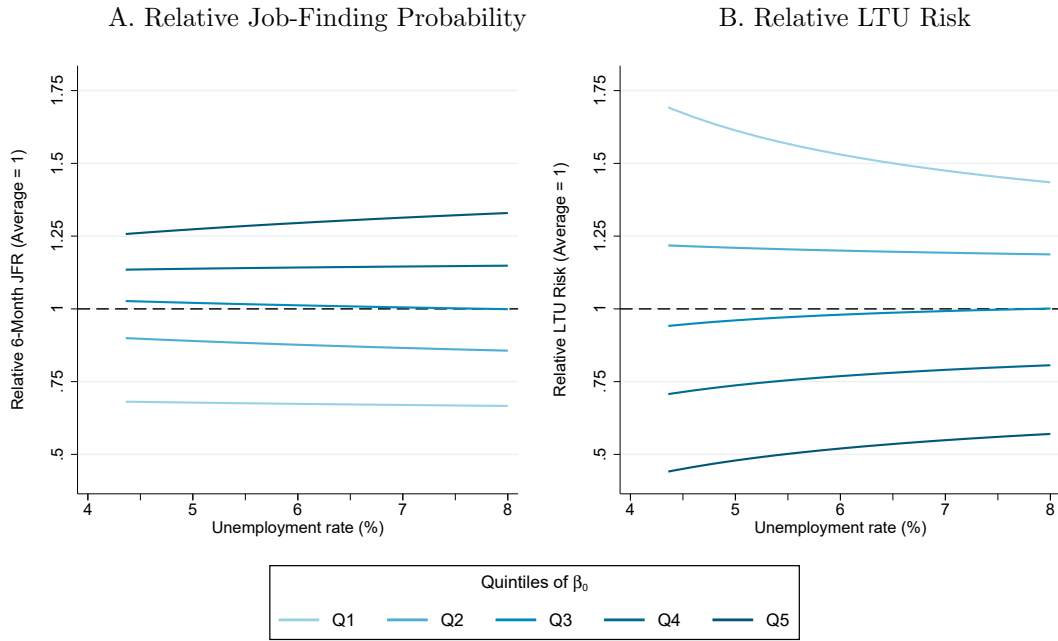 A. Relative Job-Finding Probability
Relative 6-Month JFR (Average = 1)
1.75
1.5
1.25
1
.75
.5
4 5 6 7 8
Unemployment rate (%)
B. Relative LTU Risk
Relative LTU Risk (Average = 1)
1.75
1.5
1.25
1
.75
.5
4 5 6 7 8
Unemployment rate (%)
Quintiles of β₀
Q1 Q2 Q3 Q4 Q5